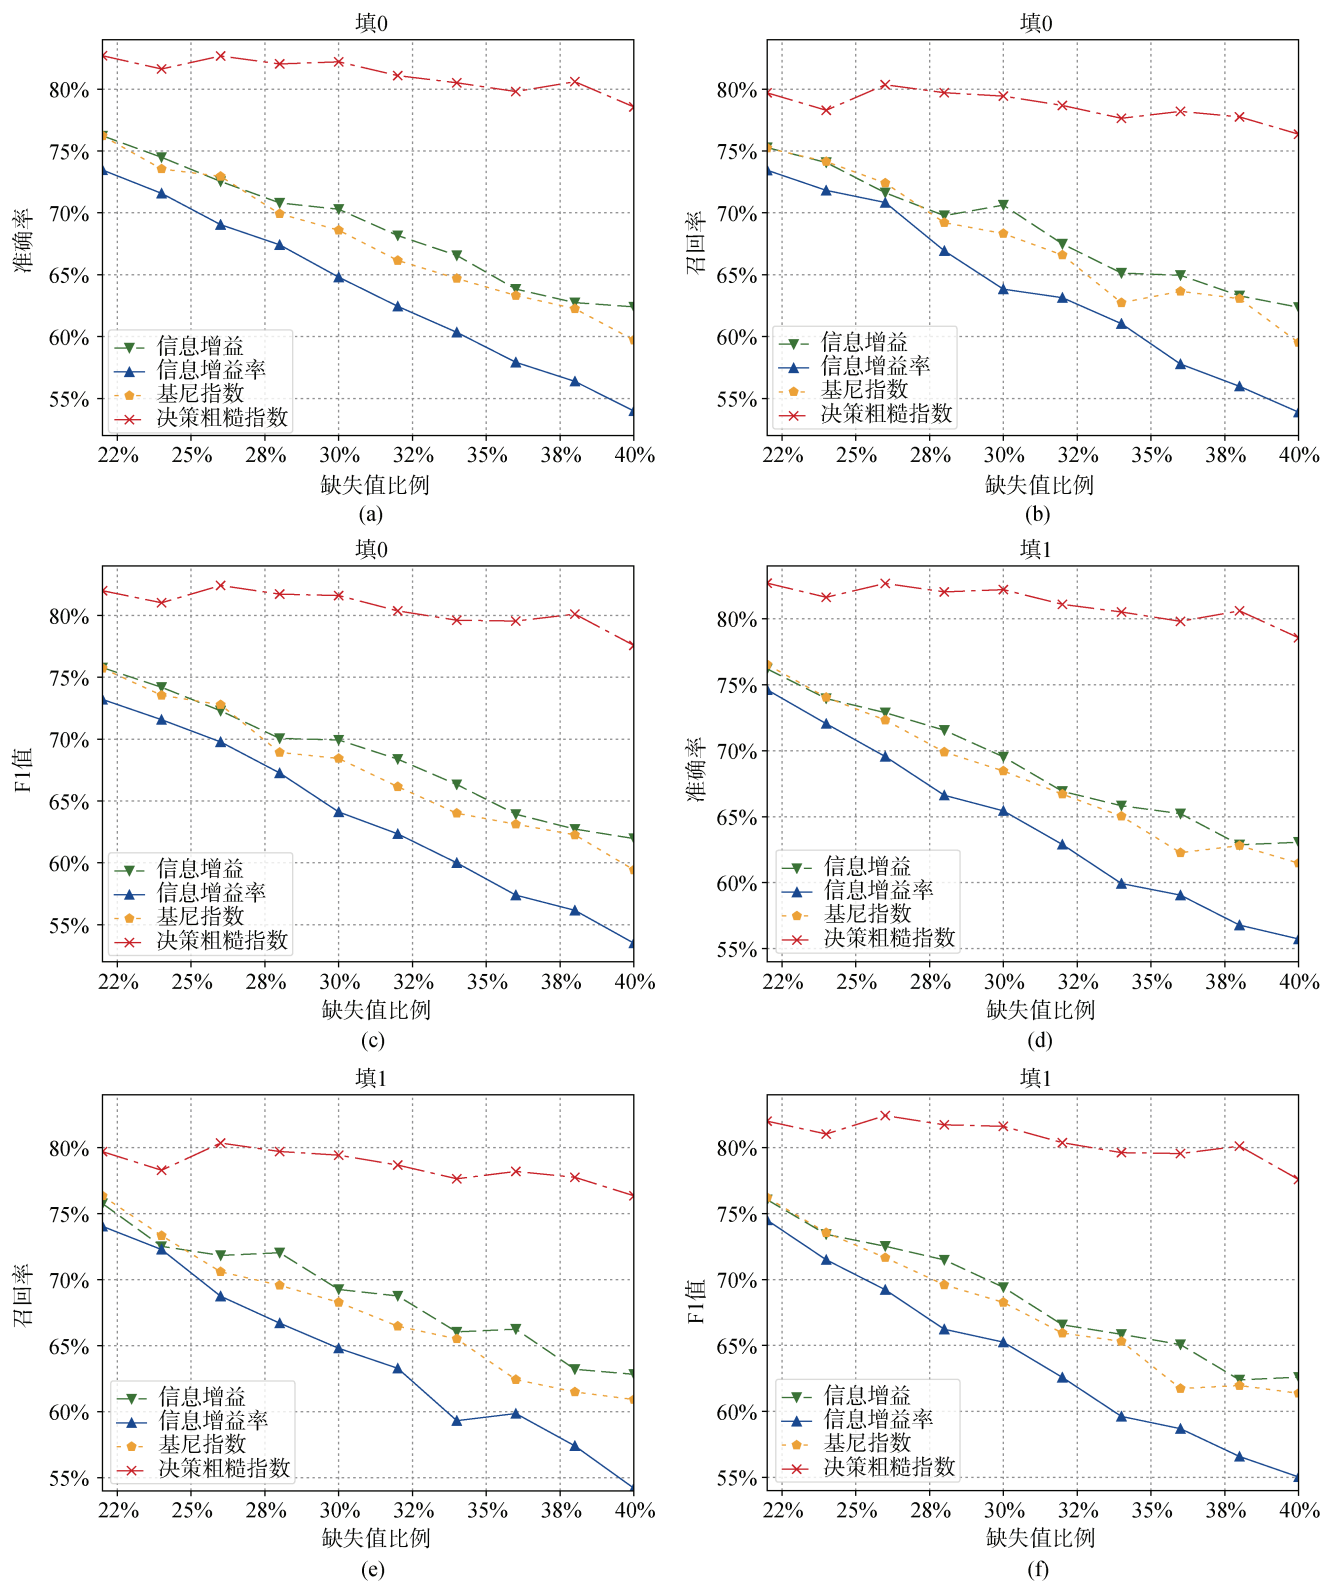 填0
80%
75%
70%
65%
60%
55%
准确率
信息增益
信息增益率
基尼指数
决策粗糙指数
22% 25% 28% 30% 32% 35% 38% 40%
缺失值比例
(a)
填0
80%
75%
70%
65%
60%
55%
召回率
信息增益
信息增益率
基尼指数
决策粗糙指数
22% 25% 28% 30% 32% 35% 38% 40%
缺失值比例
(b)
填0
80%
75%
70%
65%
60%
55%
F1值
信息增益
信息增益率
基尼指数
决策粗糙指数
22% 25% 28% 30% 32% 35% 38% 40%
缺失值比例
(c)
填1
80%
75%
70%
65%
60%
55%
准确率
信息增益
信息增益率
基尼指数
决策粗糙指数
22% 25% 28% 30% 32% 35% 38% 40%
缺失值比例
(d)
填1
80%
75%
70%
65%
60%
55%
召回率
信息增益
信息增益率
基尼指数
决策粗糙指数
22% 25% 28% 30% 32% 35% 38% 40%
缺失值比例
(e)
填1
80%
75%
70%
65%
60%
55%
F1值
信息增益
信息增益率
基尼指数
决策粗糙指数
22% 25% 28% 30% 32% 35% 38% 40%
缺失值比例
(f)